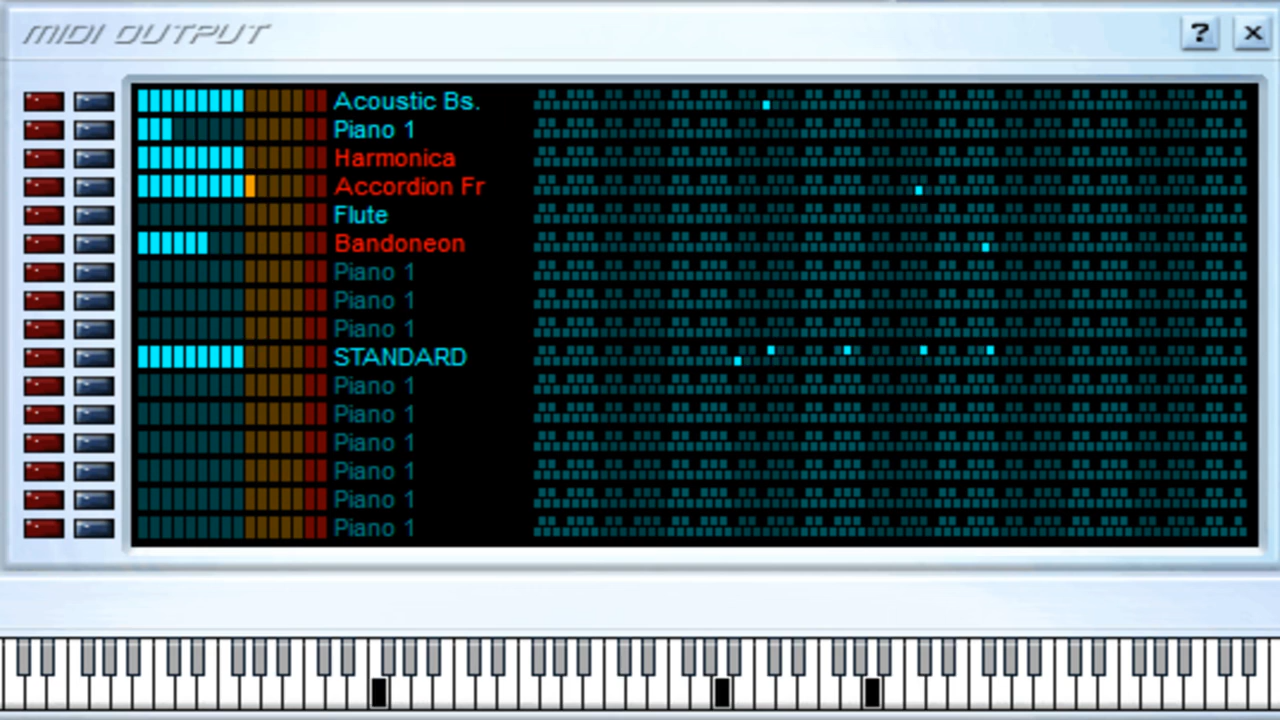 MIDI OUTPUT
? ×
Acoustic Bs.
Piano 1
Harmonica
Accordion Fr
Flute
Bandoneon
Piano 1
Piano 1
Piano 1
STANDARD
Piano 1
Piano 1
Piano 1
Piano 1
Piano 1
Piano 1